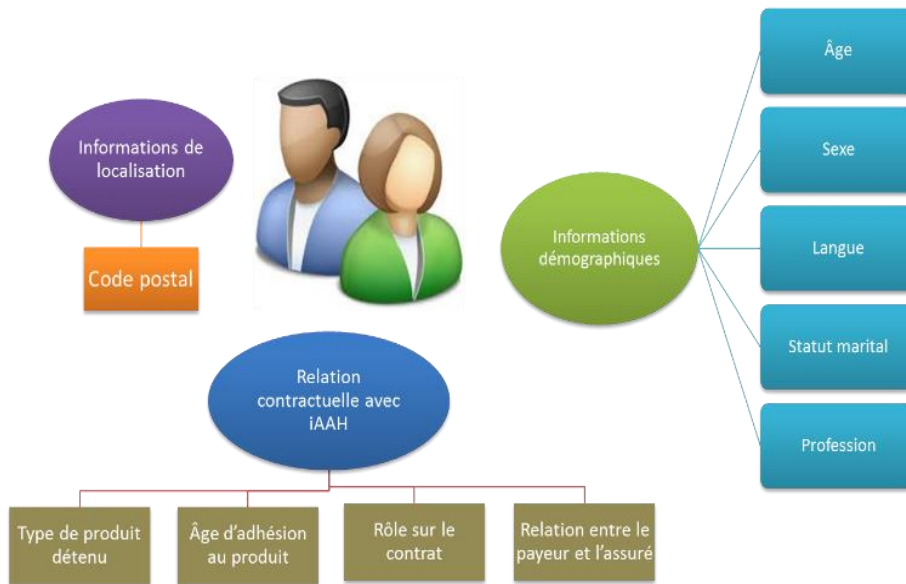 Informations de
localisation
Code postal
Informations
démographiques
Âge
Sexe
Langue
Statut marital
Profession
Relation
contractuelle avec
iAAH
Type de produit
détenu
Âge d'adhésion
au produit
Rôle sur le
contrat
Relation entre le
payeur et l'assuré